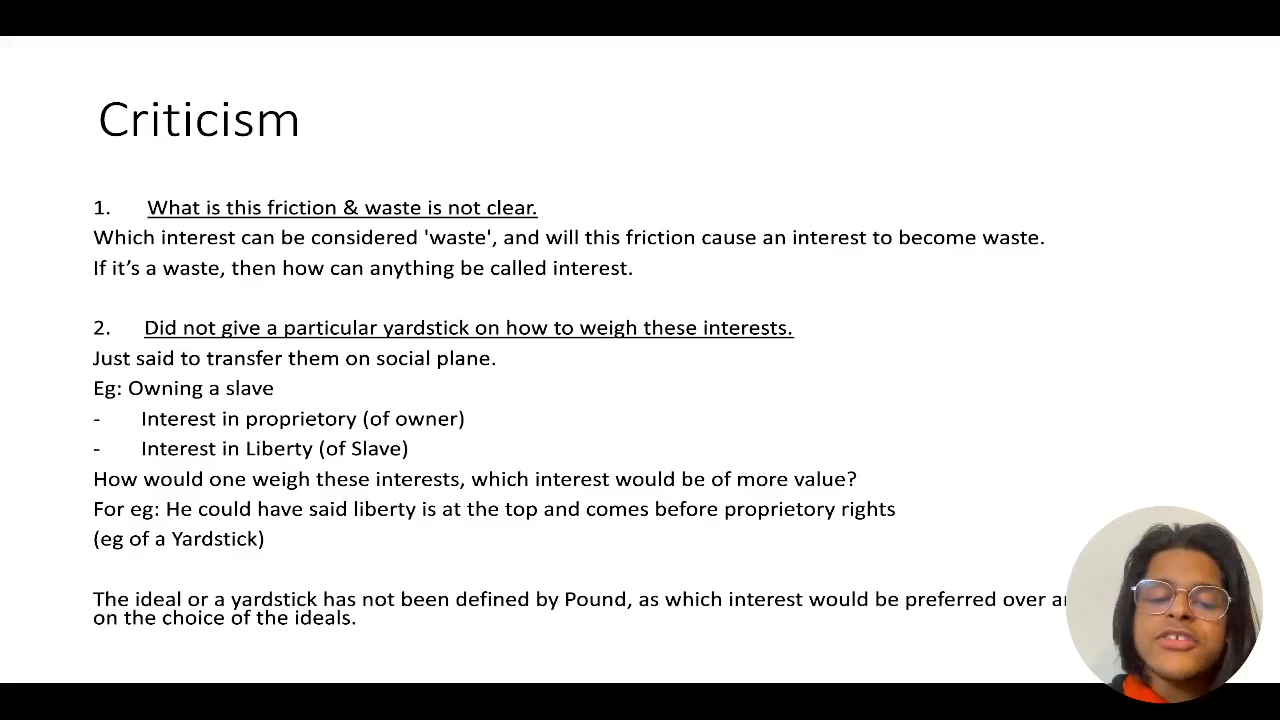 Criticism
1. What is this friction & waste is not clear.
Which interest can be considered 'waste', and will this friction cause an interest to become waste.
If it’s a waste, then how can anything be called interest.
2. Did not give a particular yardstick on how to weigh these interests.
Just said to transfer them on social plane.
Eg: Owning a slave
- Interest in proprietory (of owner)
- Interest in Liberty (of Slave)
How would one weigh these interests, which interest would be of more value?
For eg: He could have said liberty is at the top and comes before proprietory rights
(eg of a Yardstick)
The ideal or a yardstick has not been defined by Pound, as which interest would be preferred over
on the choice of the ideals.